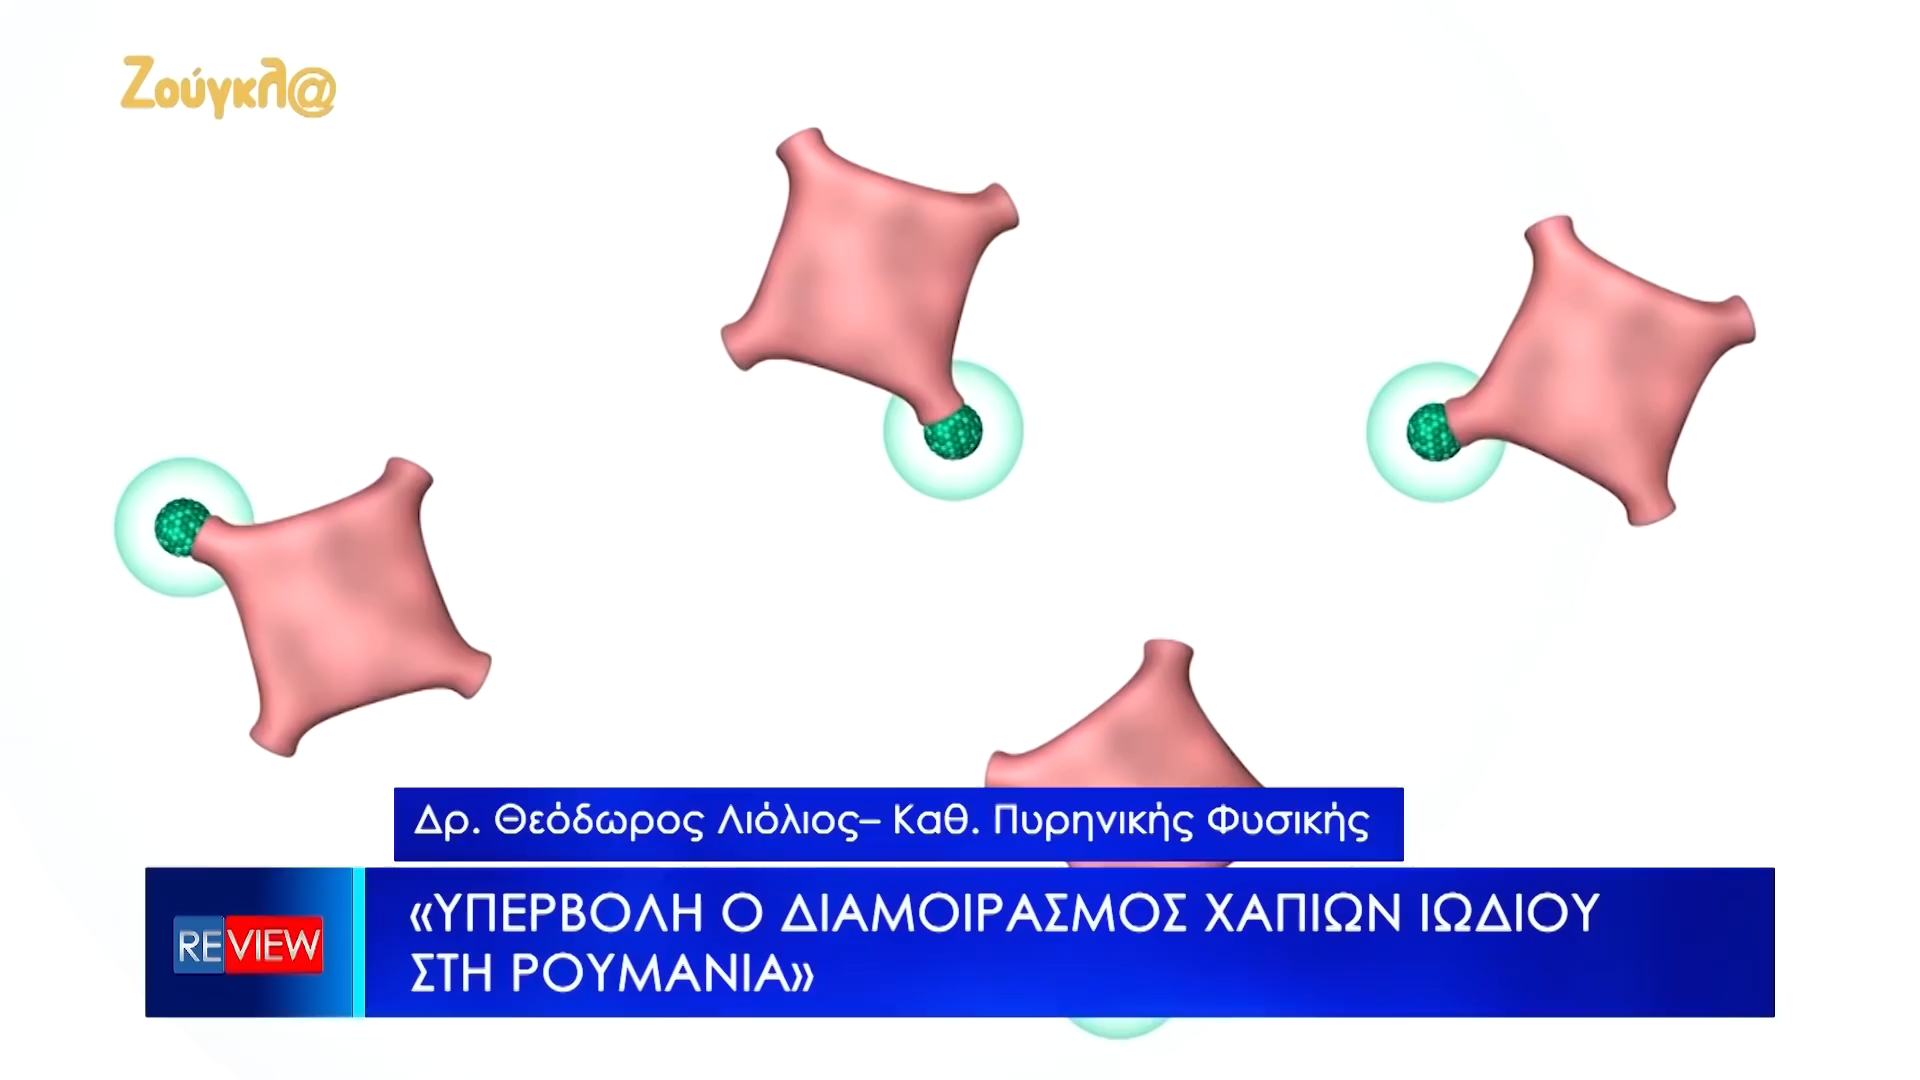 Ζούγκλ@
Δρ. Θεόδωρος Λιόλιος– Καθ. Πυρηνικής Φυσικής
REVIEW
«ΥΠΕΡΒΟΛΗ Ο ΔΙΑΜΟΙΡΑΣΜΟΣ ΧΑΠΙΩΝ ΙΩΔΙΟΥ
ΣΤΗ ΡΟΥΜΑΝΙΑ»